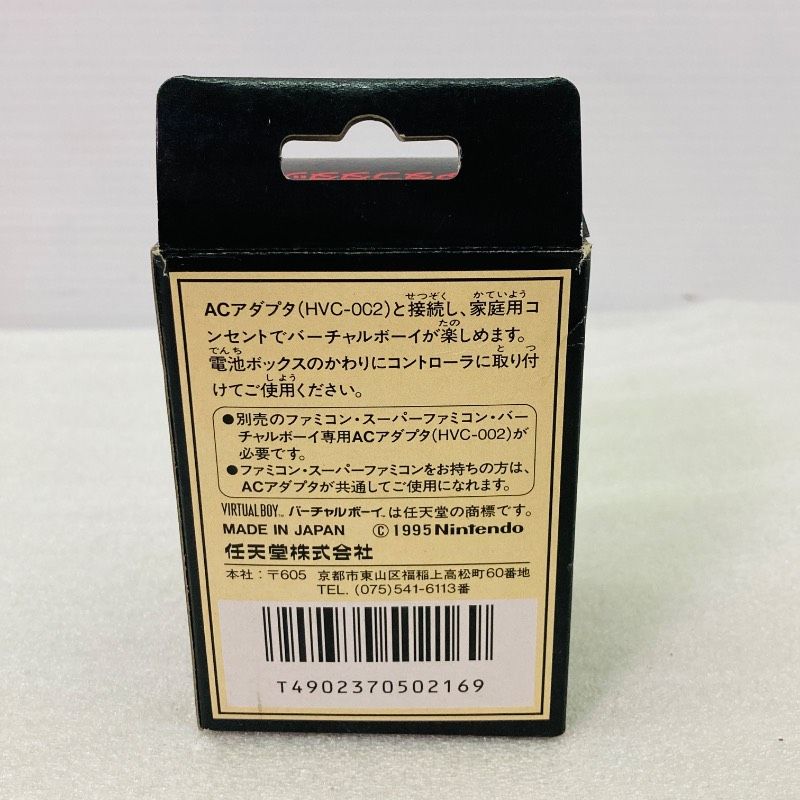 ACアダプタ(HVC-002)と接続し、家庭用コ
ンセントでバーチャルボーイが楽しめます。
電池ボックスのかわりにコントローラに取り付
けてご使用ください。
●別売のファミコン・スーパーファミコン・バー
チャルボーイ専用ACアダプタ(HVC-002)が
必要です。
●ファミコン・スーパーファミコンをお持ちの方は、
ACアダプタが共通してご使用になれます。
VIRTUAL BOY™ バーチャルボーイ™は任天堂の商標です。
MADE IN JAPAN ©1995 Nintendo
任天堂株式会社
本社：〒605 京都市東山区福稲上高松町60番地
TEL. (075)541-6113番
T4902370502169